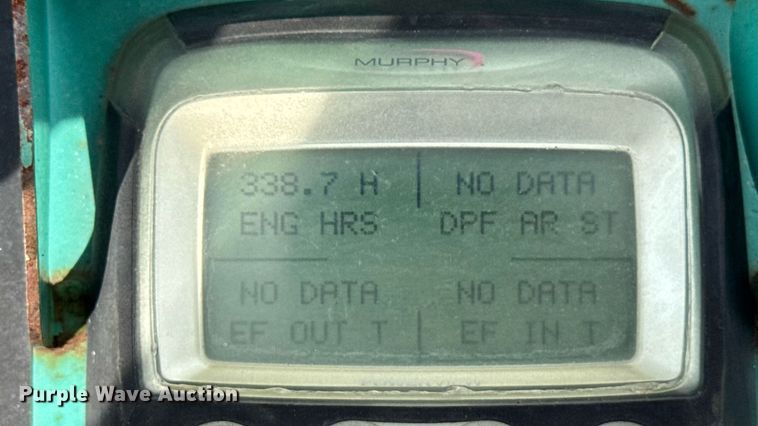 MURPHY
338.7 H
NO DATA
ENG HRS
DPF AR ST
NO DATA
NO DATA
EF OUT T
EF IN T
Purple Wave Auction